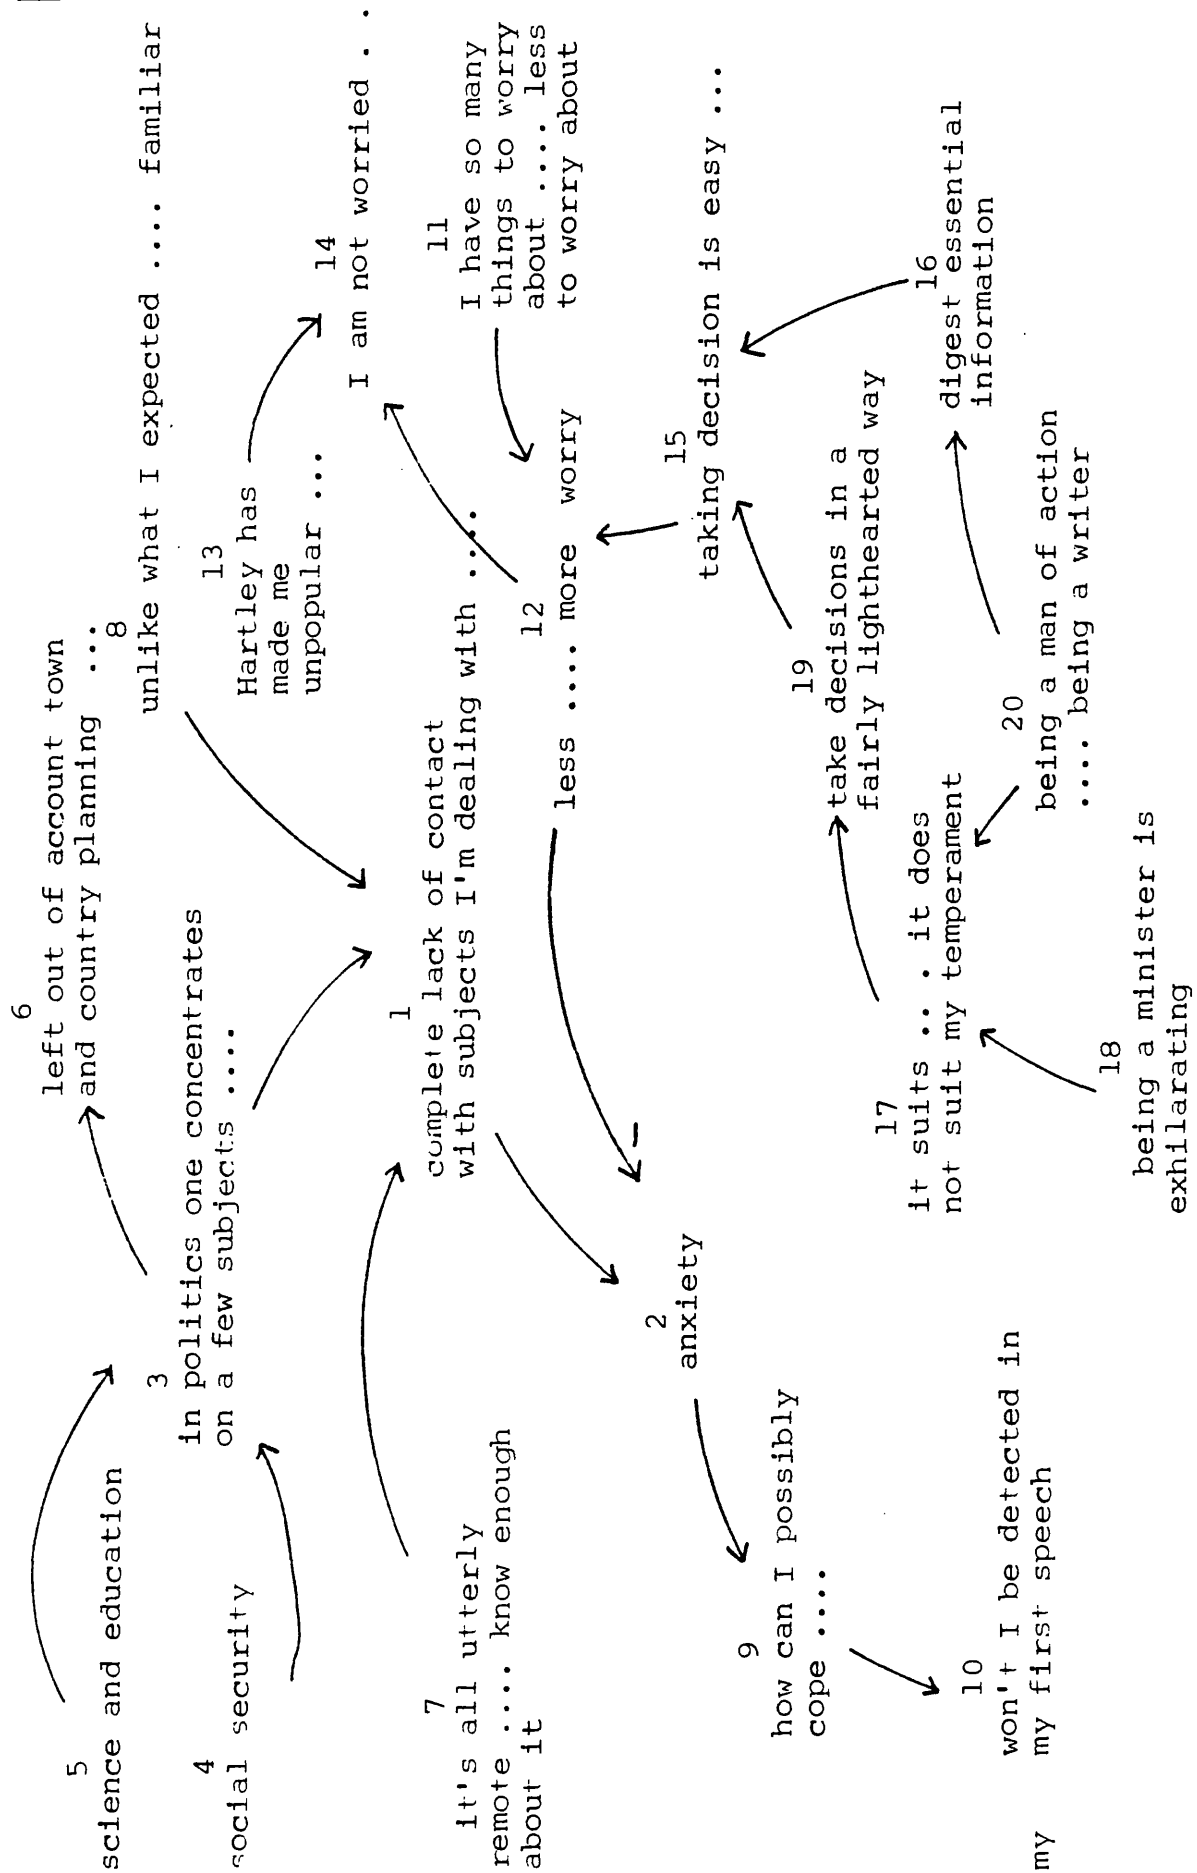 5
science and education
4
social security
3
in politics one concentrates
on a few subjects ....
6
left out of account town
and country planning ...
8
unlike what I expected .... familiar
13
Hartley has
made me
unpopular ...
14
I am not worried . .
7
it's all utterly
remote .... know enough
about it
1
complete lack of contact
with subjects I'm dealing with ....
11
I have so many
things to worry
about .... less
to worry about
12
less .... more worry
2
anxiety
15
taking decision is easy ...
9
how can I possibly
cope ....
19
take decisions in a
fairly lighthearted way
17
it suits ... it does
not suit my temperament
16
digest essential
information
10
won't I be detected in
my my first speech
20
being a man of action
.... being a writer
18
being a minister is
exhilarating